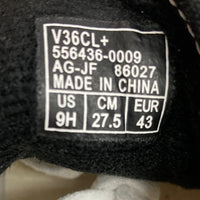 V36CL+
556436-0009
AG-JF 86027
MADE IN CHINA
US CM EUR
9H 27.5 43